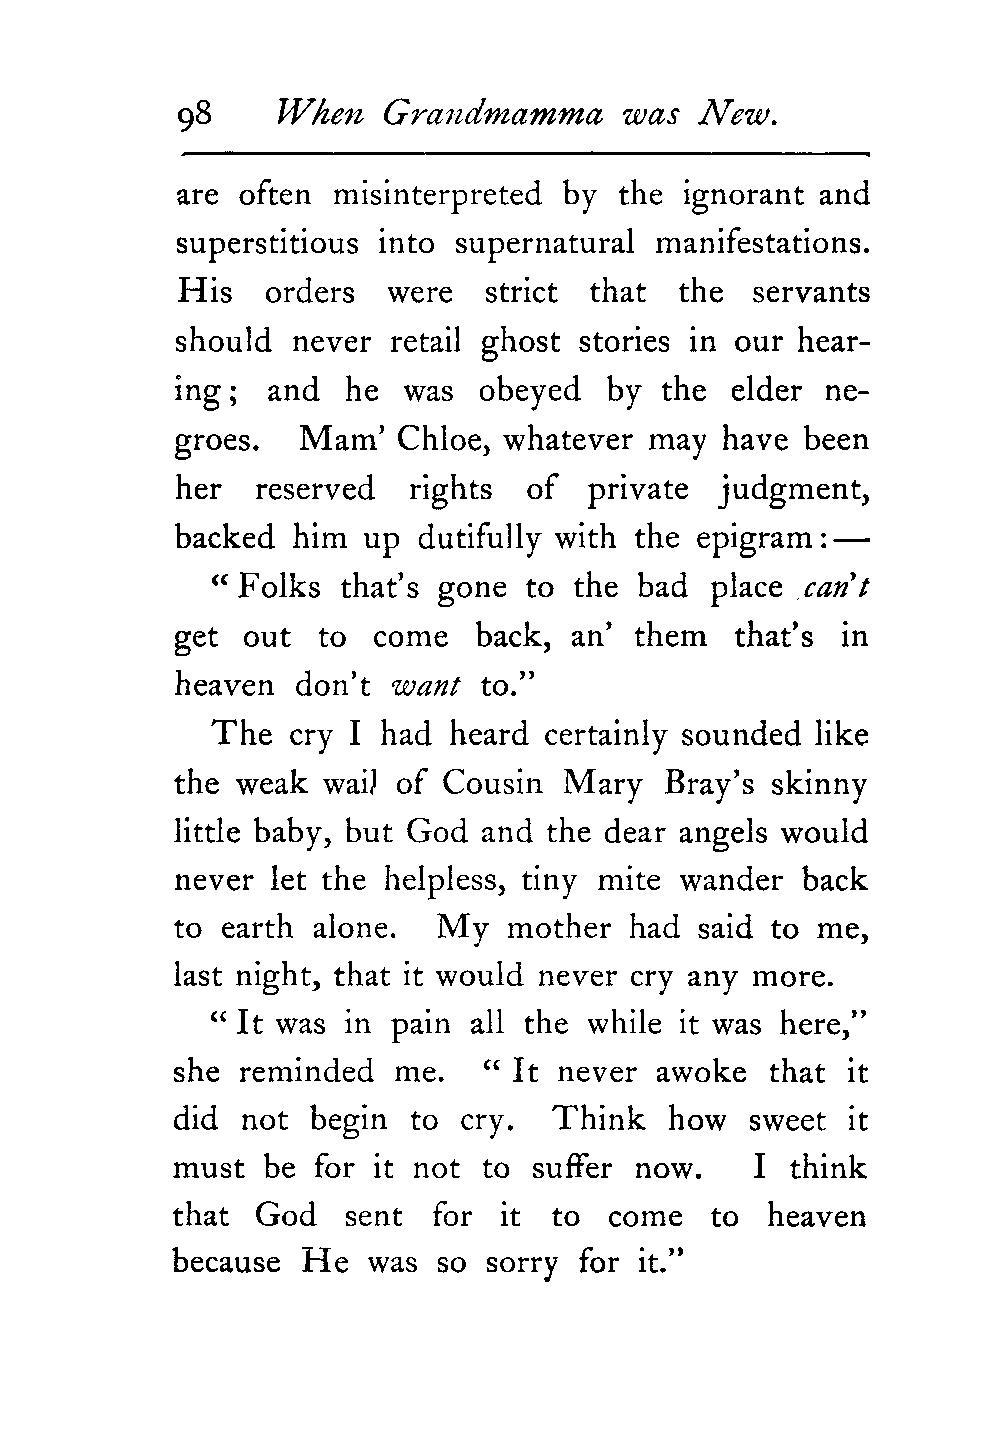 98 When Grandmamma was New.
are often misinterpreted by the ignorant and
superstitious into supernatural manifestations.
His orders were strict that the servants
should never retail ghost stories in our hear-
ing; and he was obeyed by the elder ne-
groes. Mam' Chloe, whatever may have been
her reserved rights of private judgment,
backed him up dutifully with the epigram:—
"Folks that's gone to the bad place can't
get out to come back, an' them that's in
heaven don't want to."
The cry I had heard certainly sounded like
the weak wail of Cousin Mary Bray's skinny
little baby, but God and the dear angels would
never let the helpless, tiny mite wander back
to earth alone. My mother had said to me,
last night, that it would never cry any more.
"It was in pain all the while it was here,"
she reminded me. "It never awoke that it
did not begin to cry. Think how sweet it
must be for it not to suffer now. I think
that God sent for it to come to heaven
because He was so sorry for it."